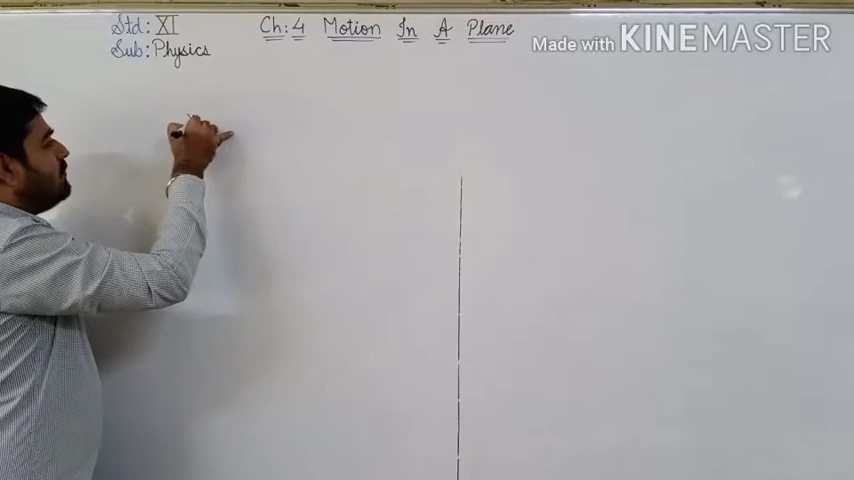 Std: XI Ch: 4 Motion In A Plane
Sub: Physics
Made with KINEMASTER